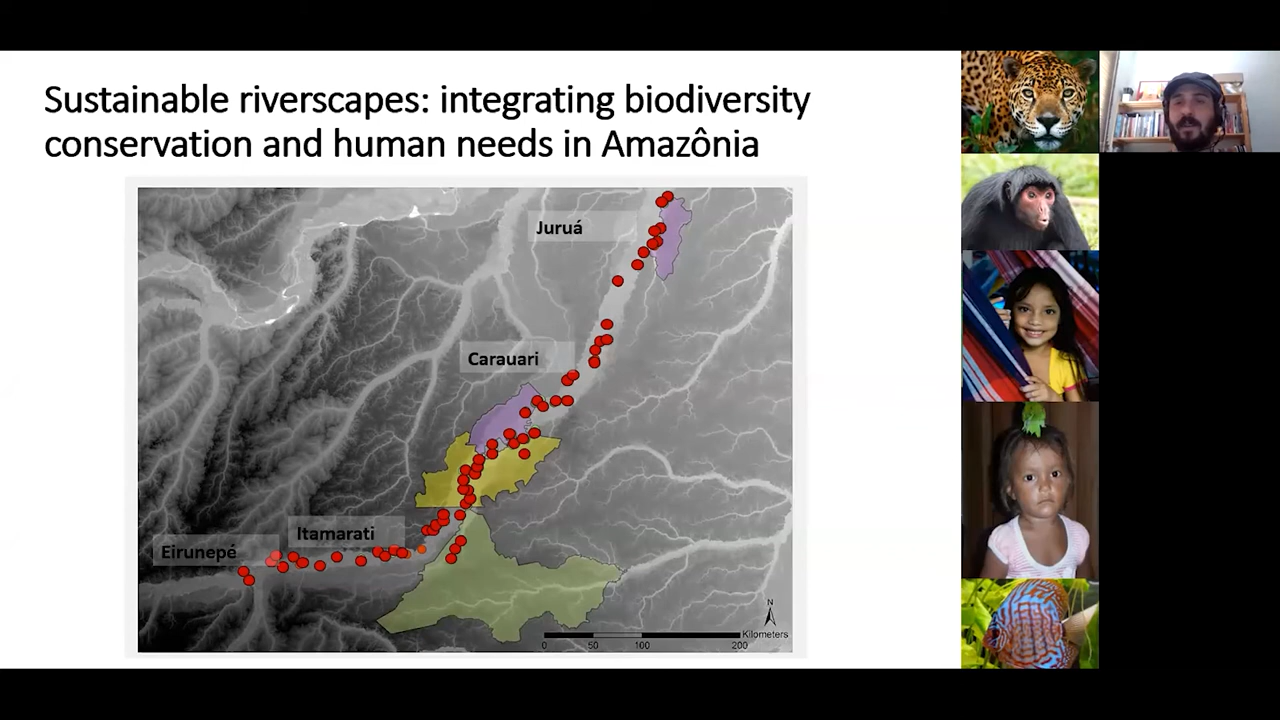 Sustainable riverscapes: integrating biodiversity
conservation and human needs in Amazônia
Juruá
Carauari
Itamarati
Eirunepé
N
Kilometers
0 50 100 200